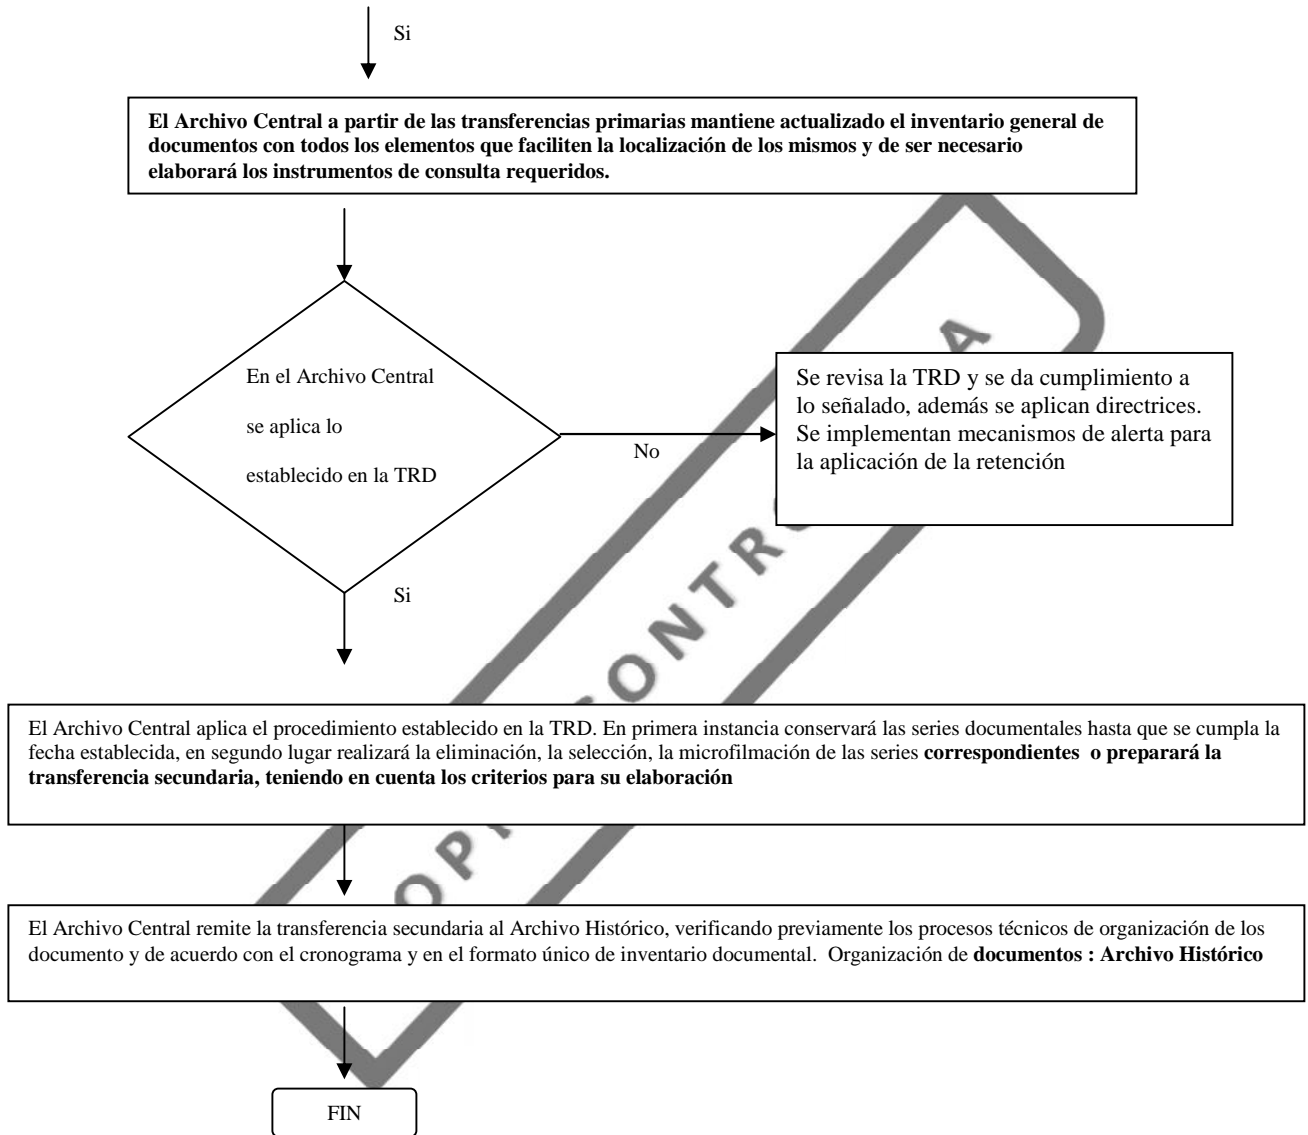 Si
El Archivo Central a partir de las transferencias primarias mantiene actualizado el inventario general de
documentos con todos los elementos que faciliten la localización de los mismos y de ser necesario
elaborará los instrumentos de consulta requeridos.
En el Archivo Central
se aplica lo
establecido en la TRD
No
Se revisa la TRD y se da cumplimiento a
lo señalado, además se aplican directrices.
Se implementan mecanismos de alerta para
la aplicación de la retención
Si
El Archivo Central aplica el procedimiento establecido en la TRD. En primera instancia conservará las series documentales hasta que se cumpla la
fecha establecida, en segundo lugar realizará la eliminación, la selección, la microfilmación de las series correspondientes o preparará la
transferencia secundaria, teniendo en cuenta los criterios para su elaboración
El Archivo Central remite la transferencia secundaria al Archivo Histórico, verificando previamente los procesos técnicos de organización de los
documento y de acuerdo con el cronograma y en el formato único de inventario documental. Organización de documentos : Archivo Histórico
FIN